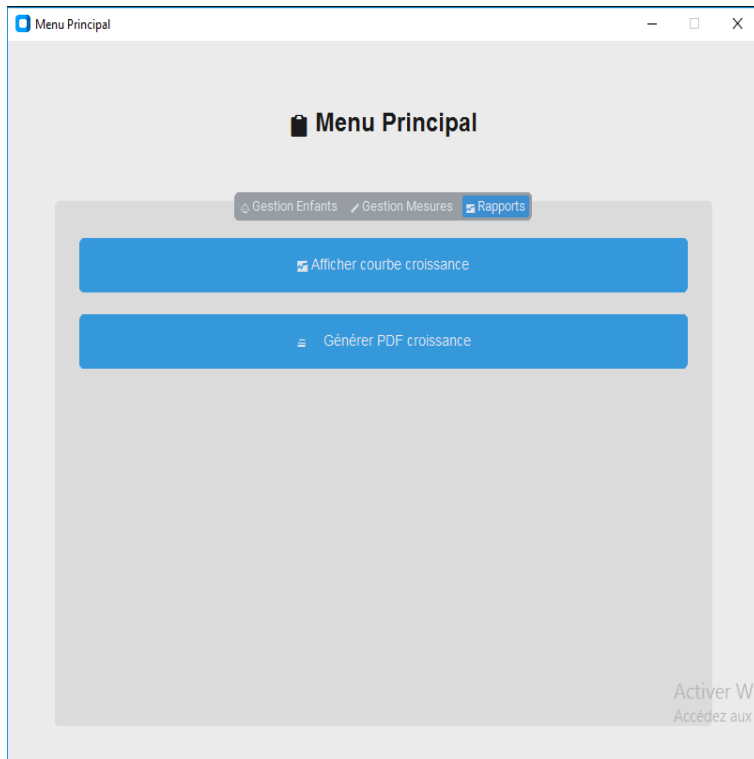 Menu Principal
Menu Principal
Gestion Enfants Gestion Mesures Rapports
Afficher courbe croissance
Générer PDF croissance
Activer W
Accédez aux